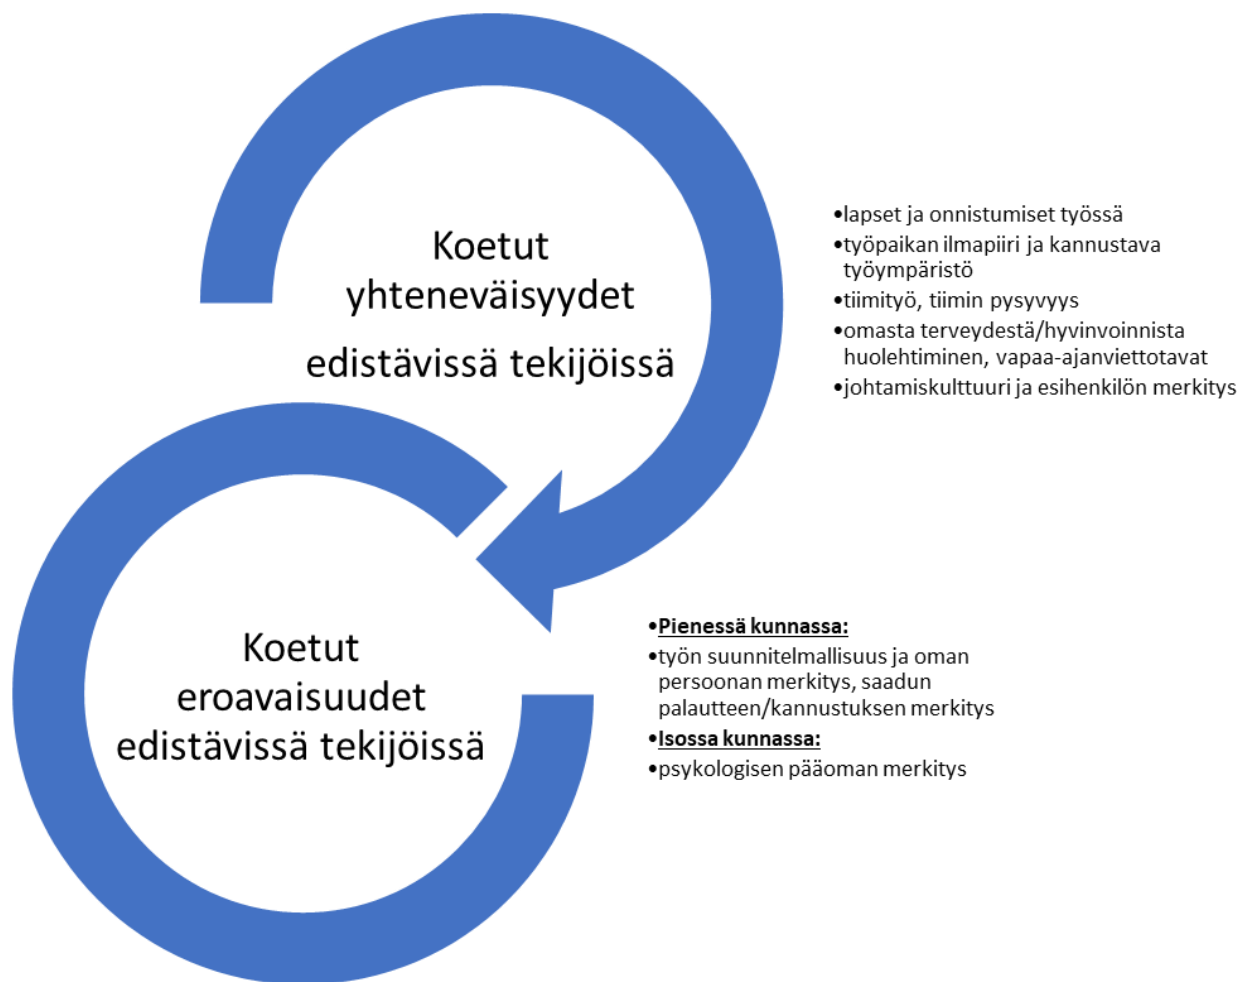 Koetut
yhteneväisyydet
edistävissä tekijöissä
•lapset ja onnistumiset työssä
•työpaikan ilmapiiri ja kannustava
työympäristö
•tiimityö, tiimin pysyvyys
•omasta terveydestä/hyvinvoinnista
huolehtiminen, vapaa-ajanviettotavat
•johtamiskulttuuri ja esihenkilön merkitys
Koetut
eroavaisuudet
edistävissä tekijöissä
•Pienessä kunnassa:
•työn suunnitelmallisuus ja oman
persoonan merkitys, saadun
palautteen/kannustuksen merkitys
•Isossa kunnassa:
•psykologisen pääoman merkitys